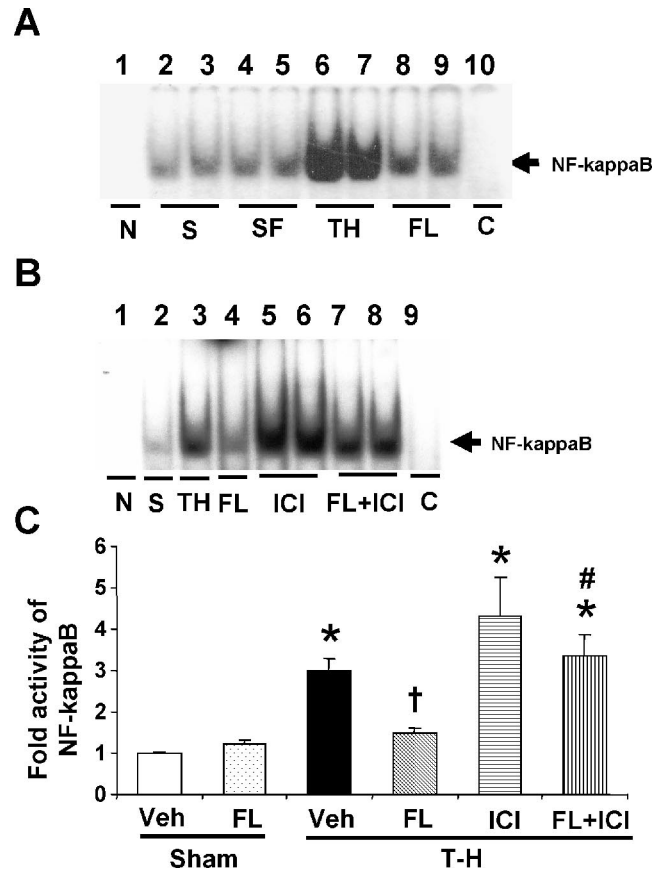 A
1 2 3 4 5 6 7 8 9 10
NF-kappaB
N S SF TH FL C
B
1 2 3 4 5 6 7 8 9
NF-kappaB
N S TH FL ICI FL+ICI C
C
Fold activity of
NF-kappaB
6
5
4
3
2
1
0
* † * # *
Veh FL Veh FL ICI FL+ICI
Sham T-H